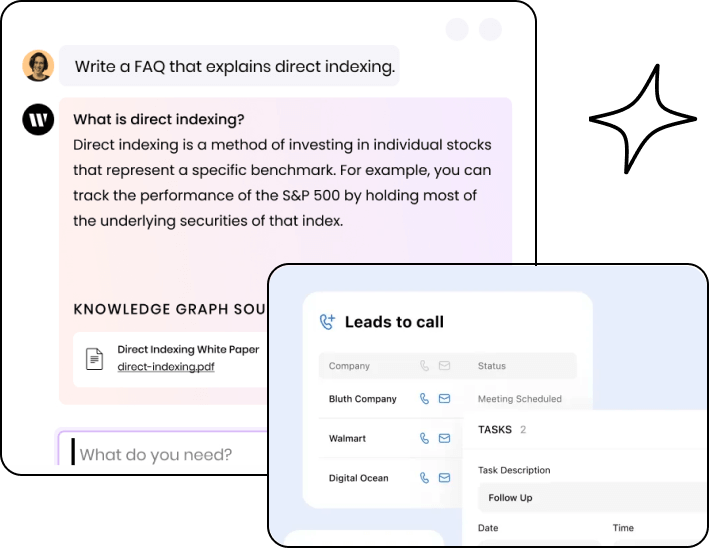 Write a FAQ that explains direct indexing.
What is direct indexing?
Direct indexing is a method of investing in individual stocks
that represent a specific benchmark. For example, you can
track the performance of the S&P 500 by holding most of
the underlying securities of that index.
KNOWLEDGE GRAPH SOU
Direct Indexing White Paper
direct-indexing.pdf
What do you need?
Leads to call
Company Status
Bluth Company Meeting Scheduled
Walmart
Digital Ocean
TASKS 2
Task Description
Follow Up
Date Time